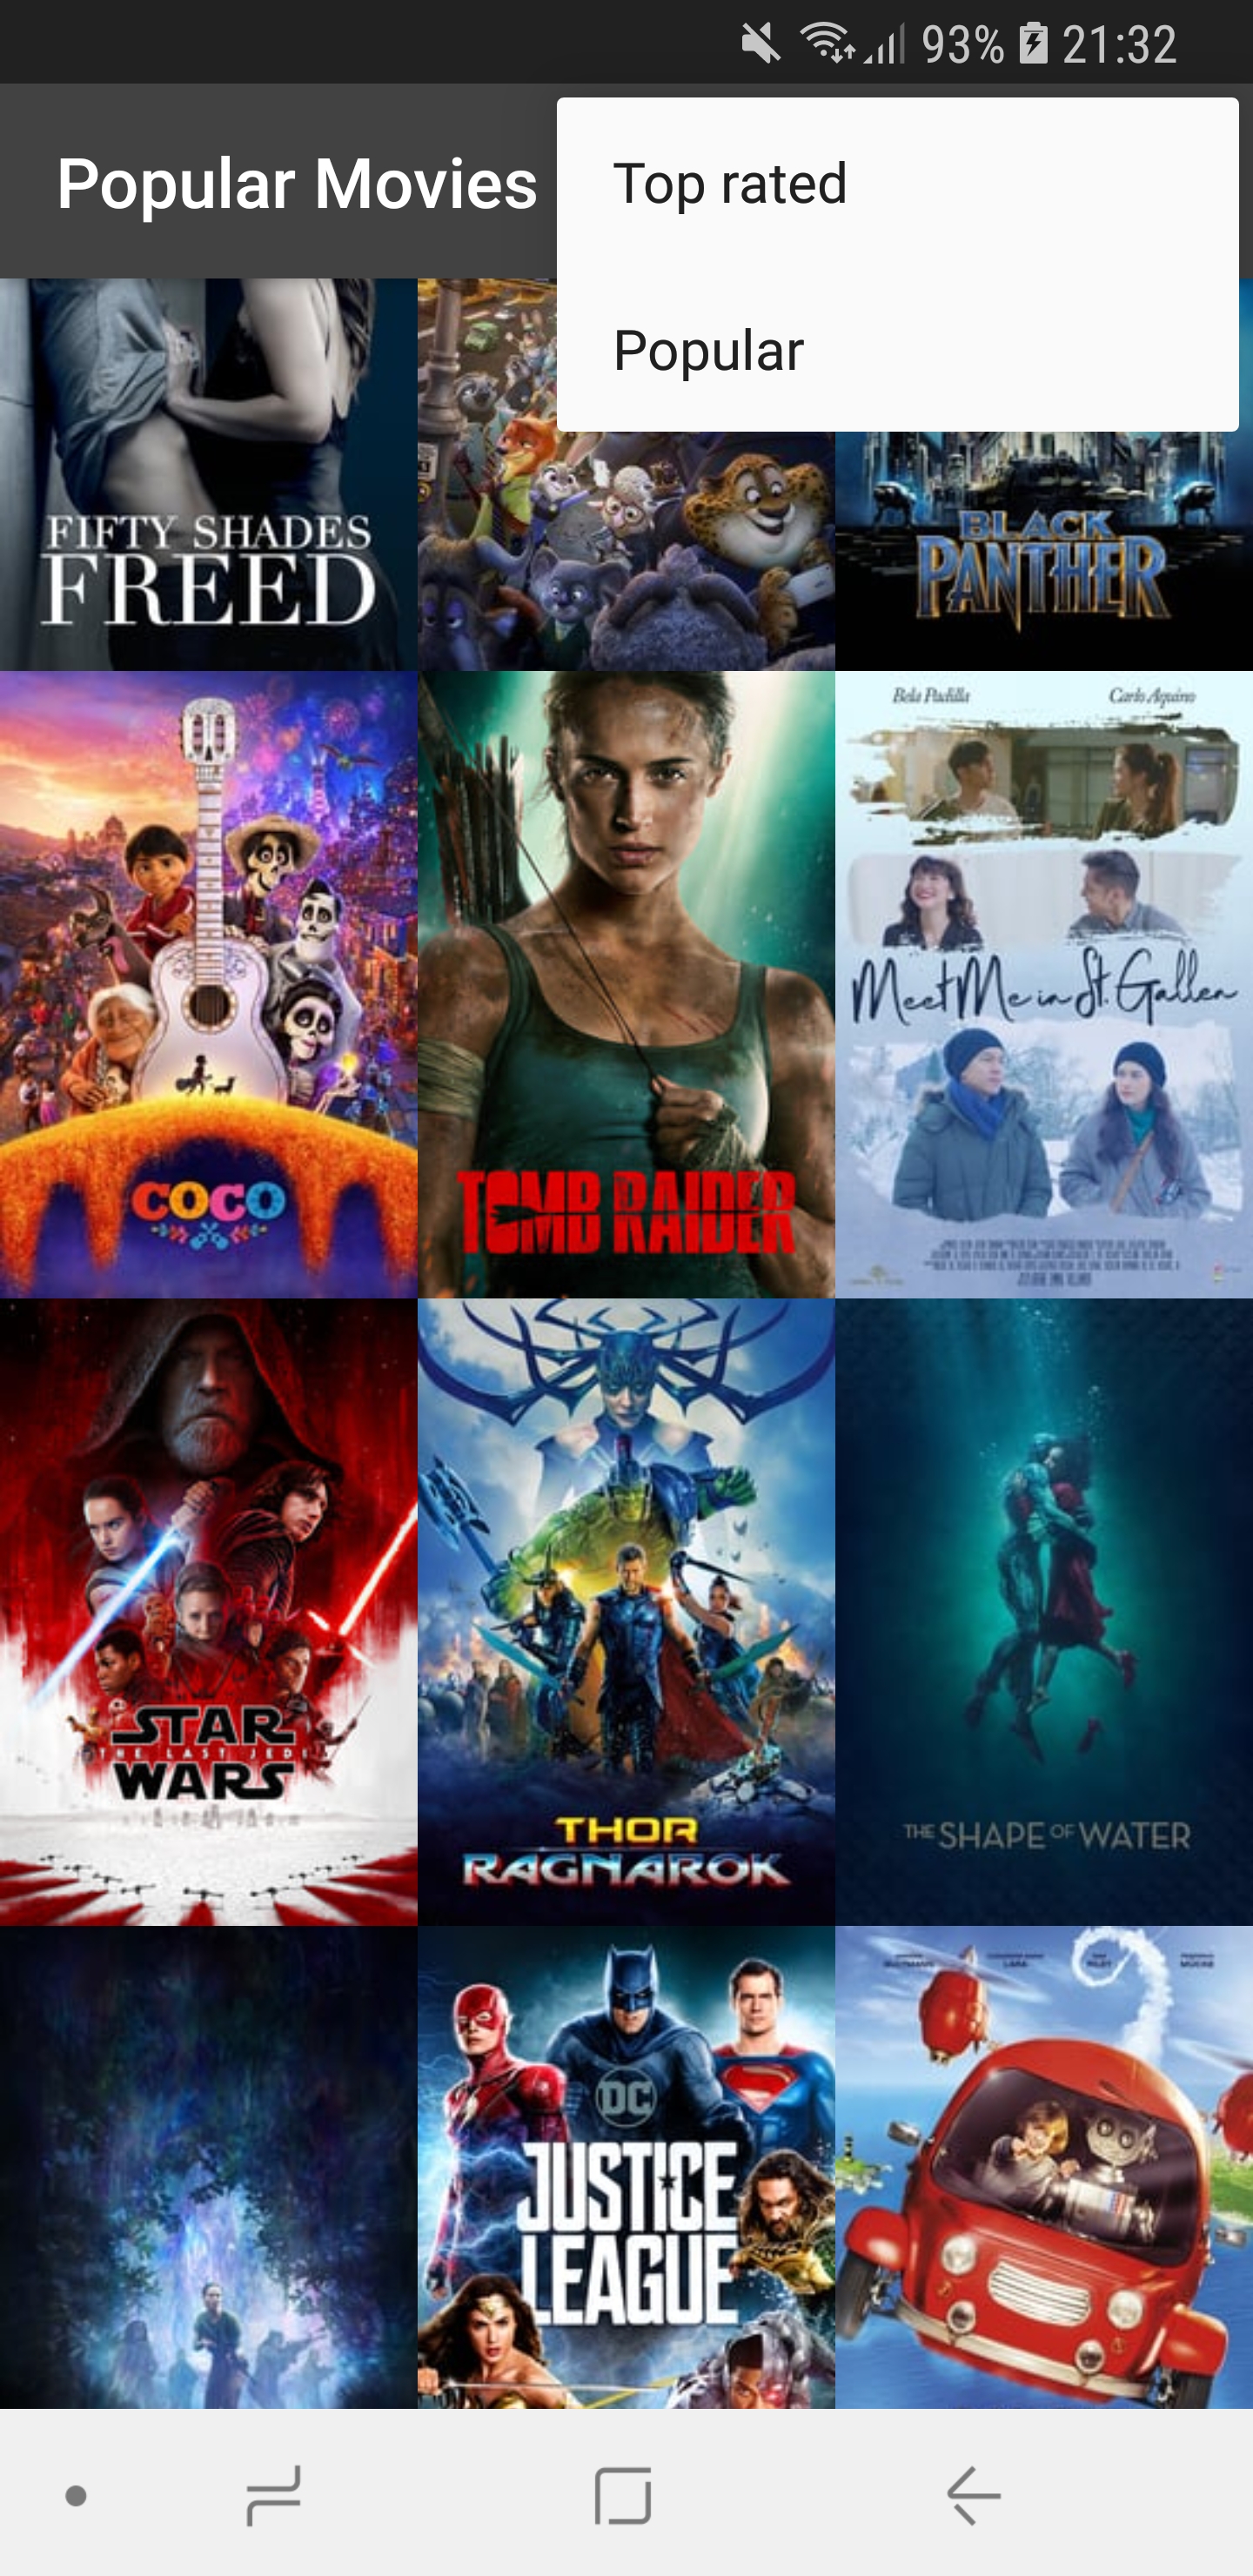 93% 21:32
Popular Movies
Top rated
Popular
FIFTY SHADES
FREED
BLACK
PANTHER
COCO
TOMB RAIDER
Bela Padilla Carlo Aquino
Meet Me in St. Gallen
STAR
THE LAST JEDI
WARS
THOR
RAGNAROK
THE SHAPE OF WATER
DC
JUSTICE
LEAGUE